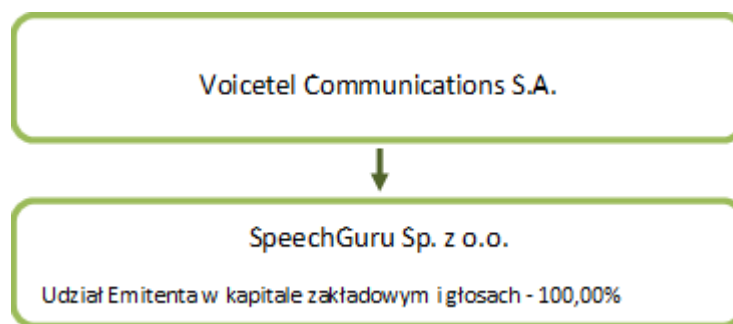 Voicetel Communications S.A.
SpeechGuru Sp. z o.o.
Udział Emitenta w kapitale zakładowym i głosach - 100,00%